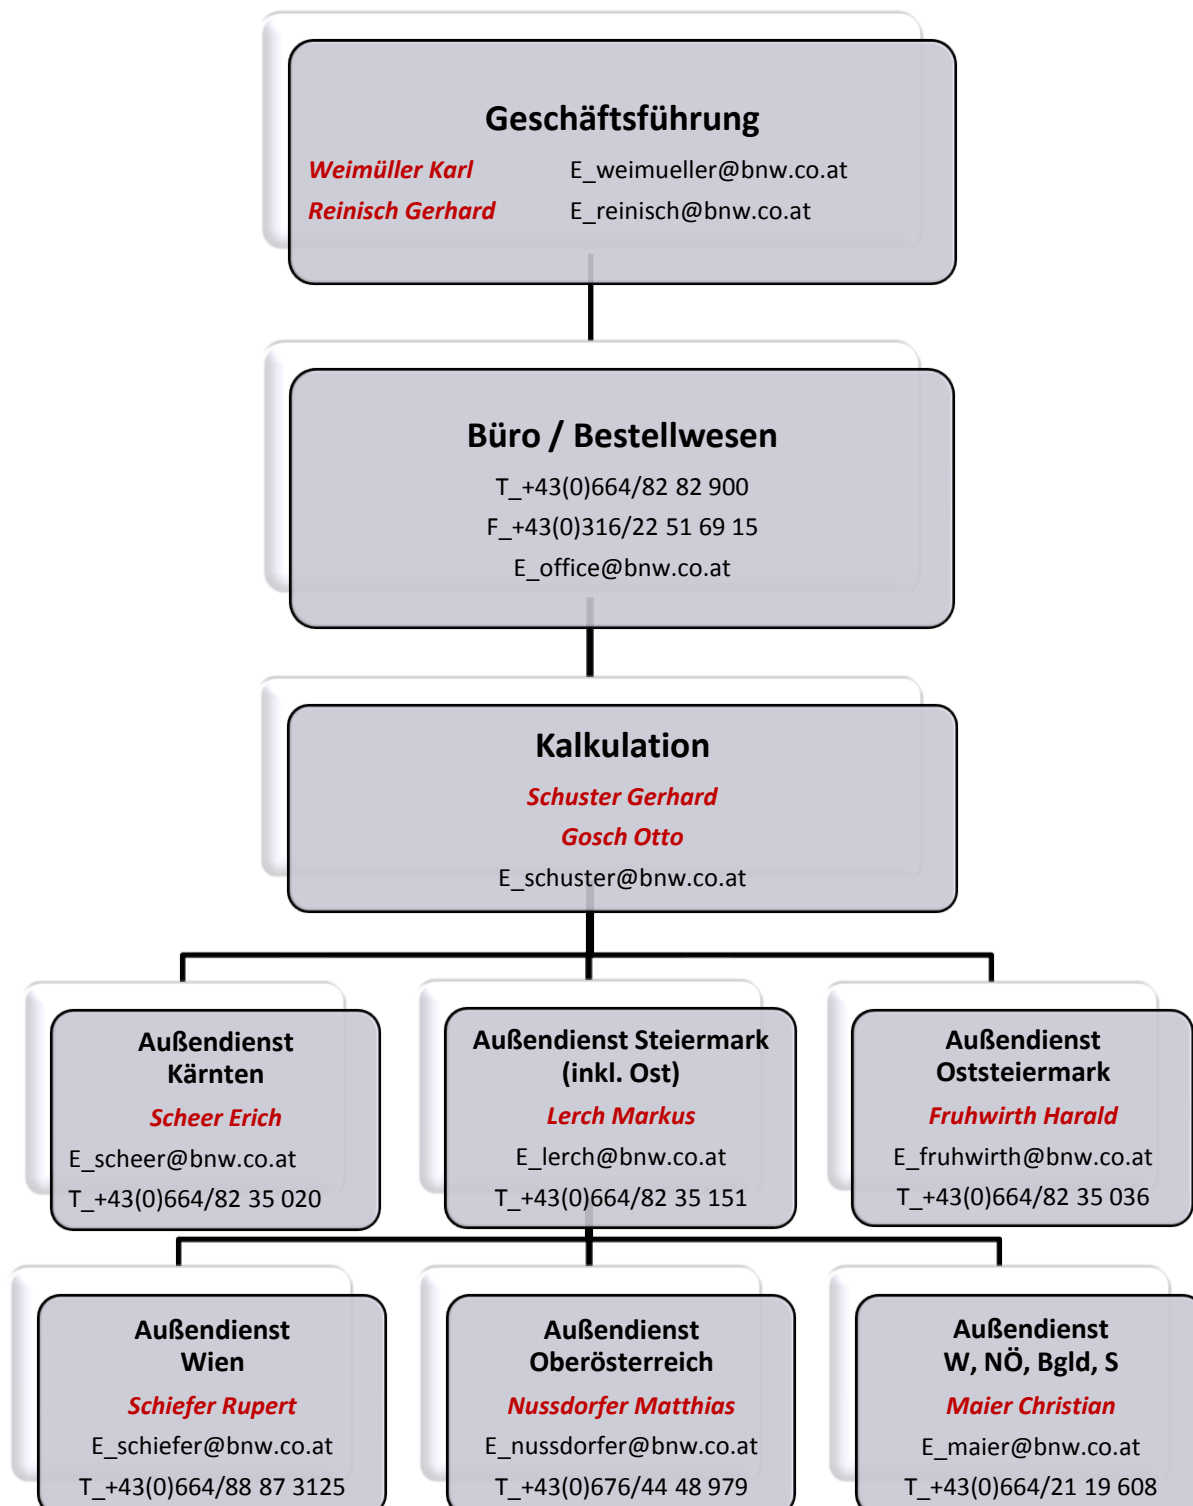 Geschäftsführung
Weimüller Karl E_weimueller@bnw.co.at
Reinisch Gerhard E_reinisch@bnw.co.at
Büro / Bestellwesen
T_+43(0)664/82 82 900
F_+43(0)316/22 51 69 15
E_office@bnw.co.at
Kalkulation
Schuster Gerhard
Gosch Otto
E_schuster@bnw.co.at
Außendienst
Kärnten
Scheer Erich
E_scheer@bnw.co.at
T_+43(0)664/82 35 020
Außendienst Steiermark
(inkl. Ost)
Lerch Markus
E_lerch@bnw.co.at
T_+43(0)664/82 35 151
Außendienst
Oststeiermark
Fruhwirth Harald
E_fruhwirth@bnw.co.at
T_+43(0)664/82 35 036
Außendienst
Wien
Schiefer Rupert
E_schiefer@bnw.co.at
T_+43(0)664/88 87 3125
Außendienst
Oberösterreich
Nussdorfer Matthias
E_nussdorfer@bnw.co.at
T_+43(0)676/44 48 979
Außendienst
W, NÖ, Bgld, S
Maier Christian
E_maier@bnw.co.at
T_+43(0)664/21 19 608